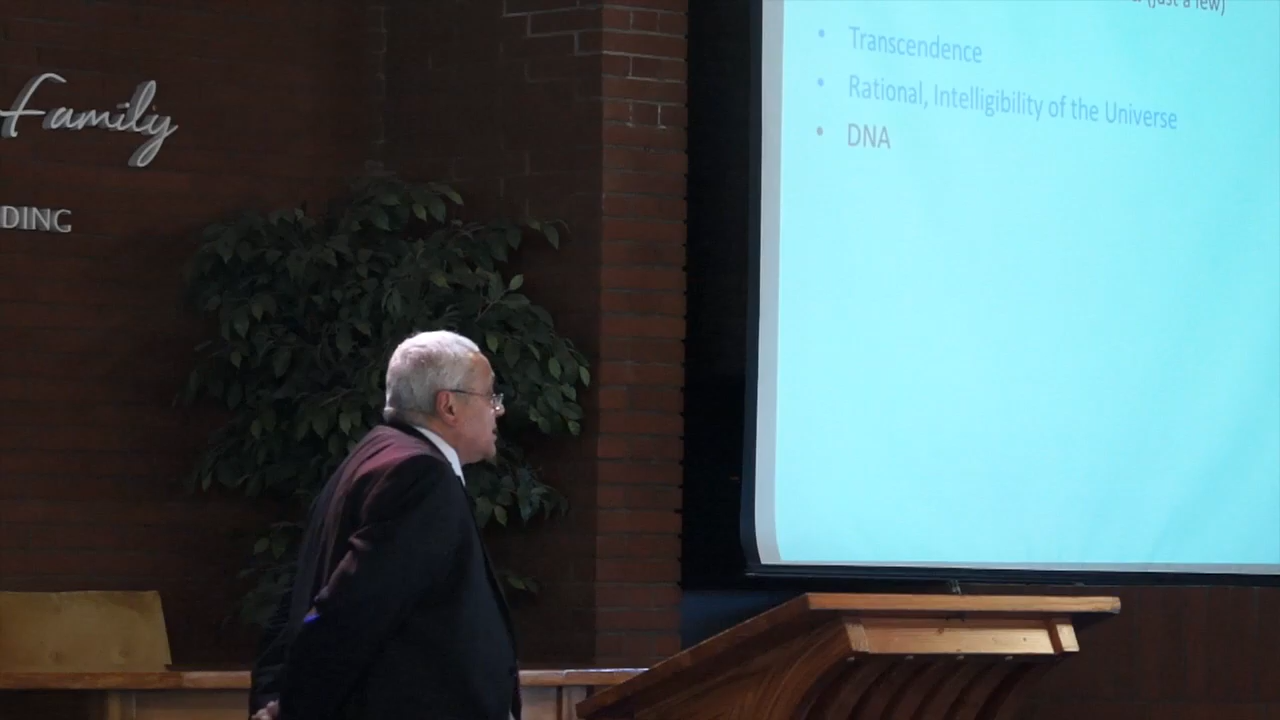 Family
DING
(just a few)
• Transcendence
• Rational, Intelligibility of the Universe
• DNA